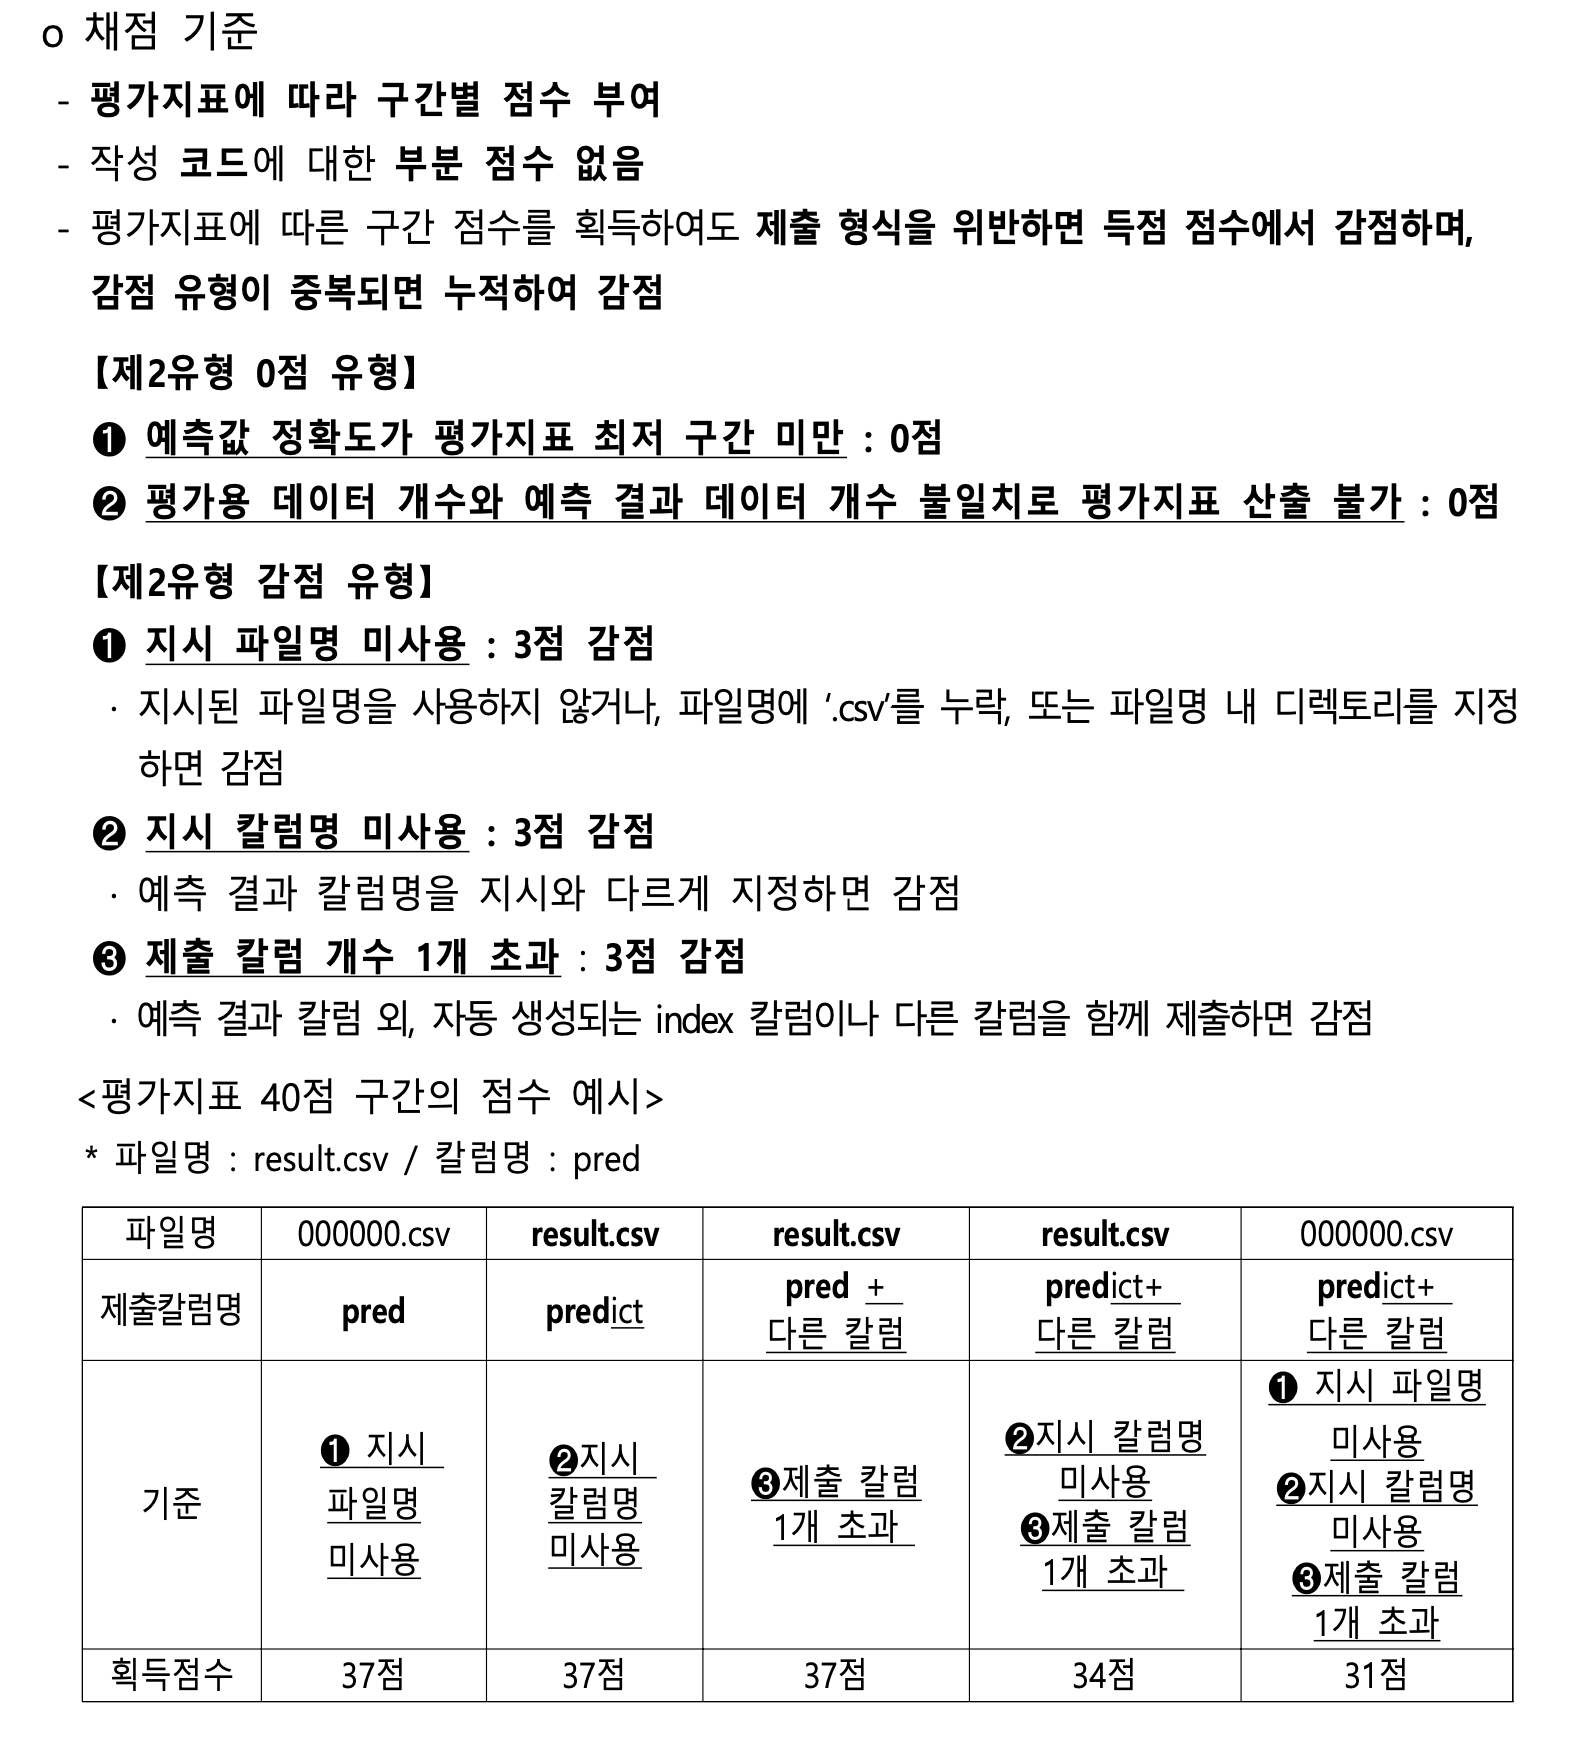 o 채점 기준
- 평가지표에 따라 구간별 점수 부여
- 작성 코드에 대한 부분 점수 없음
- 평가지표에 따른 구간 점수를 획득하여도 제출 형식을 위반하면 득점 점수에서 감점하며,
감점 유형이 중복되면 누적하여 감점
【제2유형 0점 유형】
❶ 예측값 정확도가 평가지표 최저 구간 미만 : 0점
❷ 평가용 데이터 개수와 예측 결과 데이터 개수 불일치로 평가지표 산출 불가 : 0점
【제2유형 감점 유형】
❶ 지시 파일명 미사용 : 3점 감점
· 지시된 파일명을 사용하지 않거나, 파일명에 ‘.csv’를 누락, 또는 파일명 내 디렉토리를 지정
하면 감점
❷ 지시 칼럼명 미사용 : 3점 감점
· 예측 결과 칼럼명을 지시와 다르게 지정하면 감점
❸ 제출 칼럼 개수 1개 초과 : 3점 감점
· 예측 결과 칼럼 외, 자동 생성되는 index 칼럼이나 다른 칼럼을 함께 제출하면 감점
<평가지표 40점 구간의 점수 예시>
* 파일명 : result.csv / 칼럼명 : pred
파일명 000000.csv result.csv result.csv result.csv 000000.csv
제출칼럼명 pred predict pred + 다른 칼럼 predict+ 다른 칼럼 predict+ 다른 칼럼
기준 ❶ 지시 파일명 미사용 ❷지시 칼럼명 미사용 ❸제출 칼럼 1개 초과 ❷지시 칼럼명 미사용 ❸제출 칼럼 1개 초과 ❶ 지시 파일명 미사용 ❷지시 칼럼명 미사용 ❸제출 칼럼 1개 초과
획득점수 37점 37점 37점 34점 31점